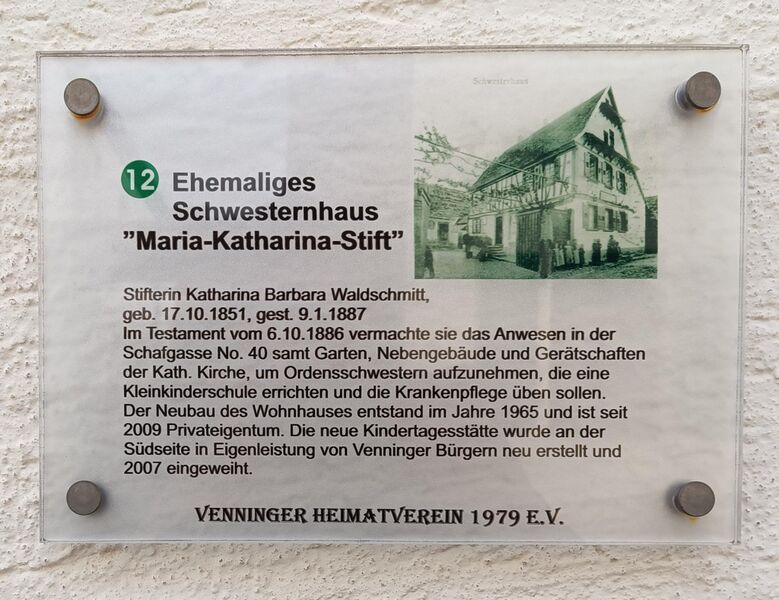 Schwesterhaus
12 Ehemaliges
Schwesternhaus
"Maria-Katharina-Stift"
Stifterin Katharina Barbara Waldschmitt,
geb. 17.10.1851, gest. 9.1.1887
Im Testament vom 6.10.1886 vermachte sie das Anwesen in der
Schafgasse No. 40 samt Garten, Nebengebäude und Gerätschaften
der Kath. Kirche, um Ordensschwestern aufzunehmen, die eine
Kleinkinderschule errichten und die Krankenpflege üben sollen.
Der Neubau des Wohnhauses entstand im Jahre 1965 und ist seit
2009 Privateigentum. Die neue Kindertagesstätte wurde an der
Südseite in Eigenleistung von Venninger Bürgern neu erstellt und
2007 eingeweiht.
VENNINGER HEIMATVEREIN 1979 E.V.